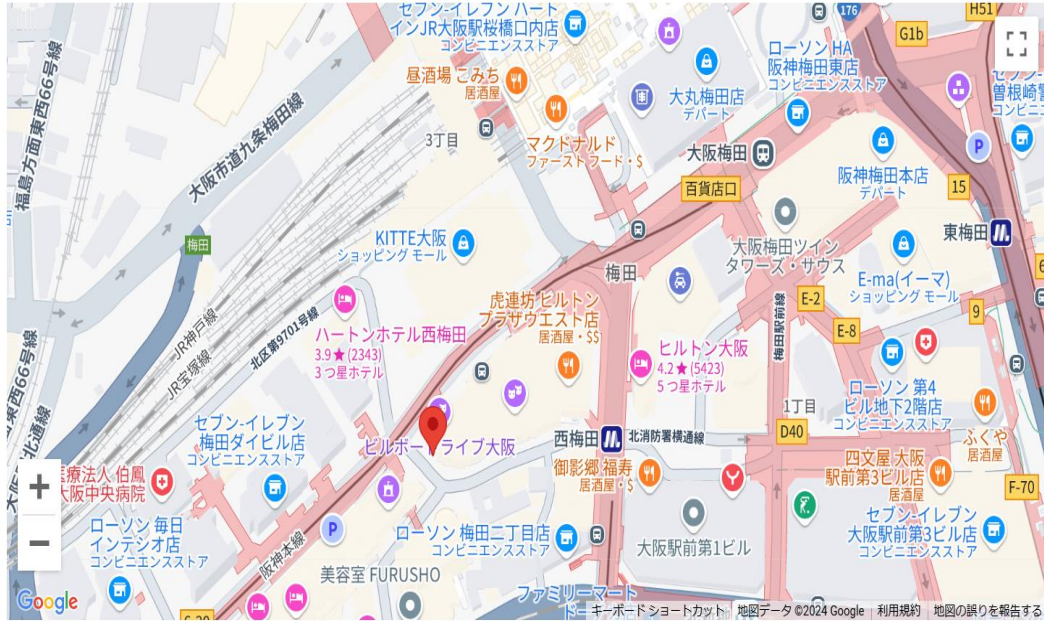 セブン-イレブン ハート
インJR大阪駅桜橋口内店
コンビニエンスストア
176
H51
G1b
昼酒場 こみち
居酒屋
大丸梅田店
デパート
ローソン HA
阪神梅田東店
コンビニエンスストア
マクドナルド
ファースト フード・$
3丁目
大阪梅田
百貨店口
阪神梅田本店
デパート
P
15
東梅田
福島方面東西66号線
大阪市道九条梅田線
梅田
KITTE大阪
ショッピング モール
梅田
大阪梅田ツイン
タワーズ・サウス
E-ma(イーマ)
ショッピング モール
JR神戸線
JR宝塚線
北区第9701号線
ハートンホテル西梅田
3.9★(2343)
3 つ星ホテル
虎連坊 ヒルトン
プラザウエスト店
居酒屋・$$
ヒルトン大阪
4.2★(5423)
5 つ星ホテル
梅田駅前線
E-2
E-8
9
ローソン 第4
ビル地下2階店
コンビニエンスストア
1丁目
D40
ふくや
居酒屋
セブン-イレブン
梅田ダイビル店
コンビニエンスストア
ビルボードライブ大阪
西梅田
北消防署横通線
御影郷 福寿
居酒屋・$
四文屋 大阪
駅前第3ビル店
居酒屋
F-70
医療法人 伯鳳
大阪中央病院
ローソン 毎日
インテシオ店
コンビニエンスストア
阪神本線
P
ローソン 梅田二丁目店
コンビニエンスストア
大阪駅前第1ビル
セブン-イレブン
大阪駅前第3ビル店
コンビニエンスストア
美容室 FURUSHO
ファミリーマート
Google
キーボード ショートカット
地図データ ©2024 Google
利用規約
地図の誤りを報告する